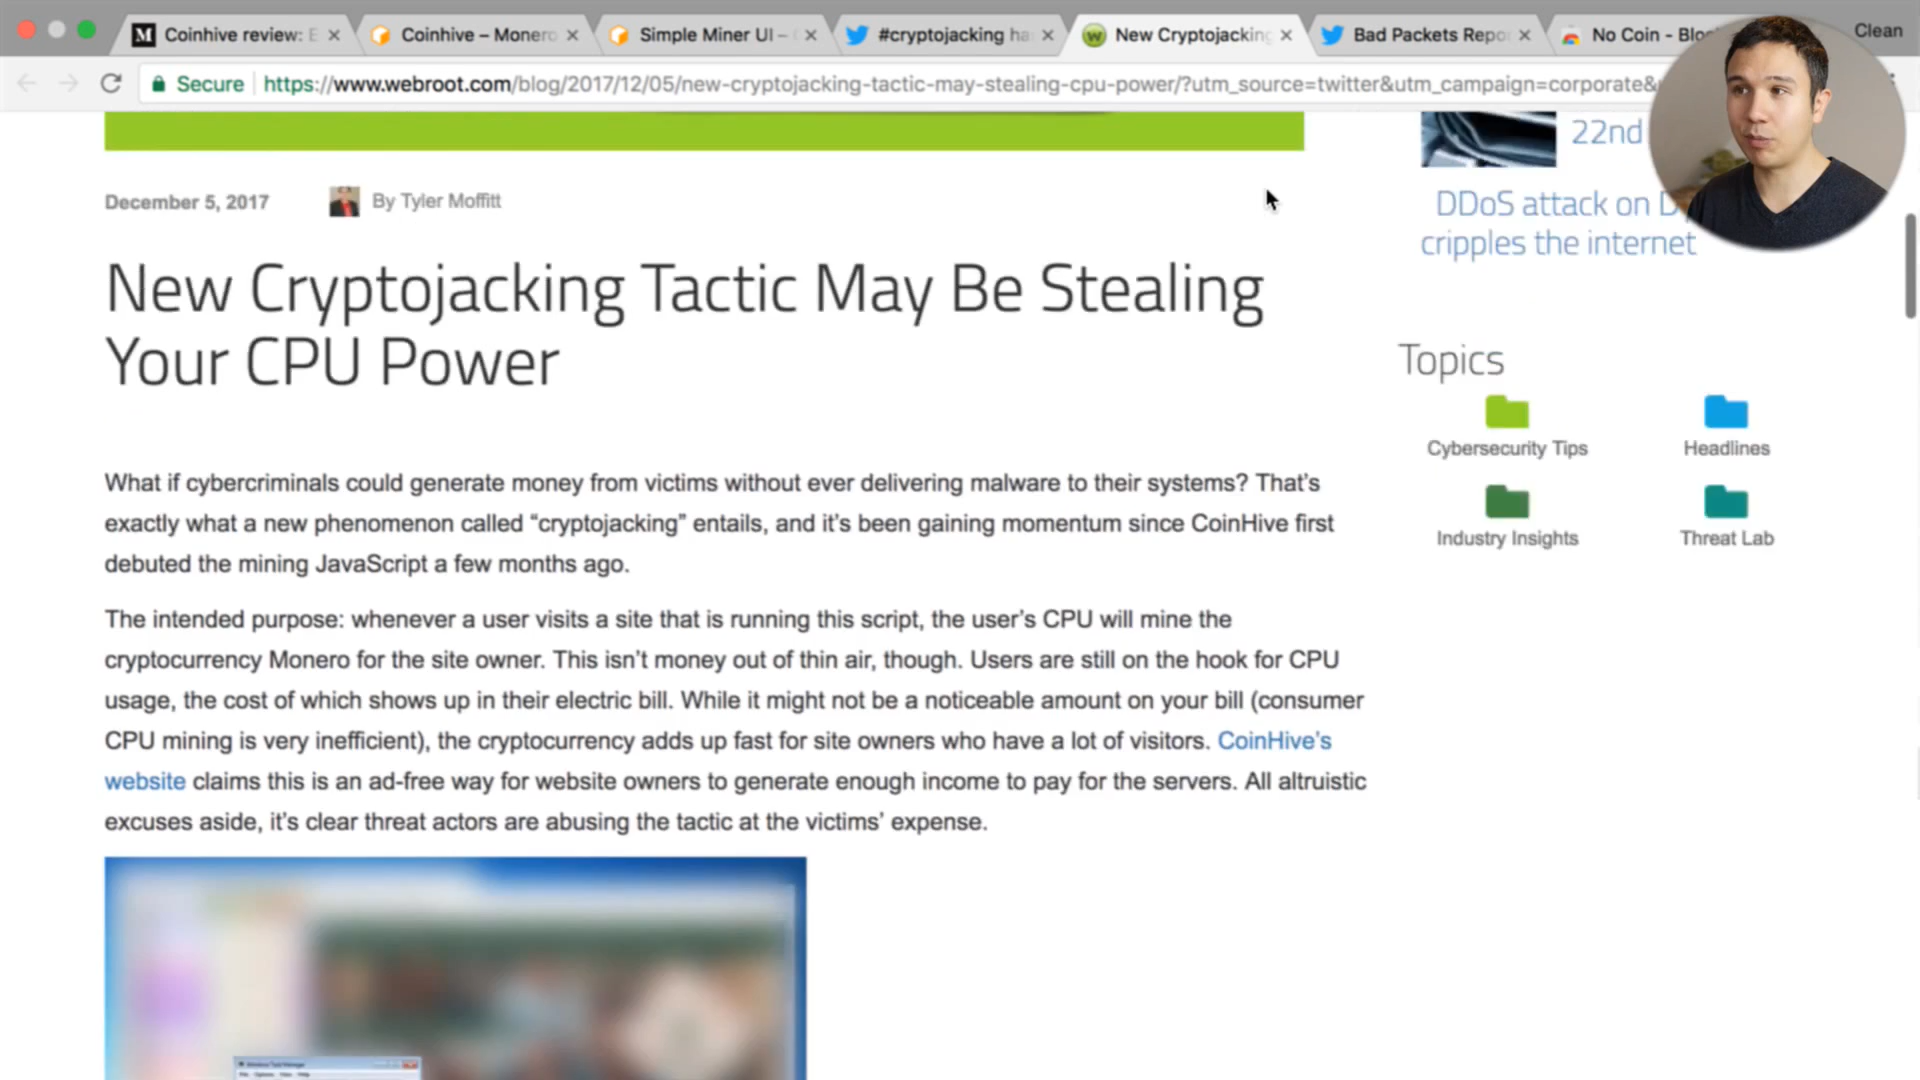 Coinhive review: E
Coinhive – Monero
Simple Miner UI –
#cryptojacking ha
New Cryptojacking
Bad Packets Repo
No Coin - Blo
Clean
Secure https://www.webroot.com/blog/2017/12/05/new-cryptojacking-tactic-may-stealing-cpu-power/?utm_source=twitter&utm_campaign=corporate&
22nd
DDoS attack on D
cripples the internet
December 5, 2017 By Tyler Moffitt
New Cryptojacking Tactic May Be Stealing
Your CPU Power
Topics
Cybersecurity Tips
Headlines
Industry Insights
Threat Lab
What if cybercriminals could generate money from victims without ever delivering malware to their systems? That’s
exactly what a new phenomenon called “cryptojacking” entails, and it’s been gaining momentum since CoinHive first
debuted the mining JavaScript a few months ago.
The intended purpose: whenever a user visits a site that is running this script, the user’s CPU will mine the
cryptocurrency Monero for the site owner. This isn’t money out of thin air, though. Users are still on the hook for CPU
usage, the cost of which shows up in their electric bill. While it might not be a noticeable amount on your bill (consumer
CPU mining is very inefficient), the cryptocurrency adds up fast for site owners who have a lot of visitors. CoinHive’s
website claims this is an ad-free way for website owners to generate enough income to pay for the servers. All altruistic
excuses aside, it’s clear threat actors are abusing the tactic at the victims’ expense.